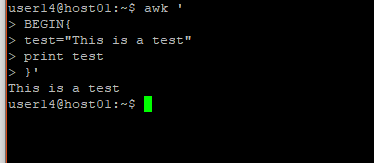 user14@host01:~$ awk '
> BEGIN{
> test="This is a test"
> print test
> }'
This is a test
user14@host01:~$